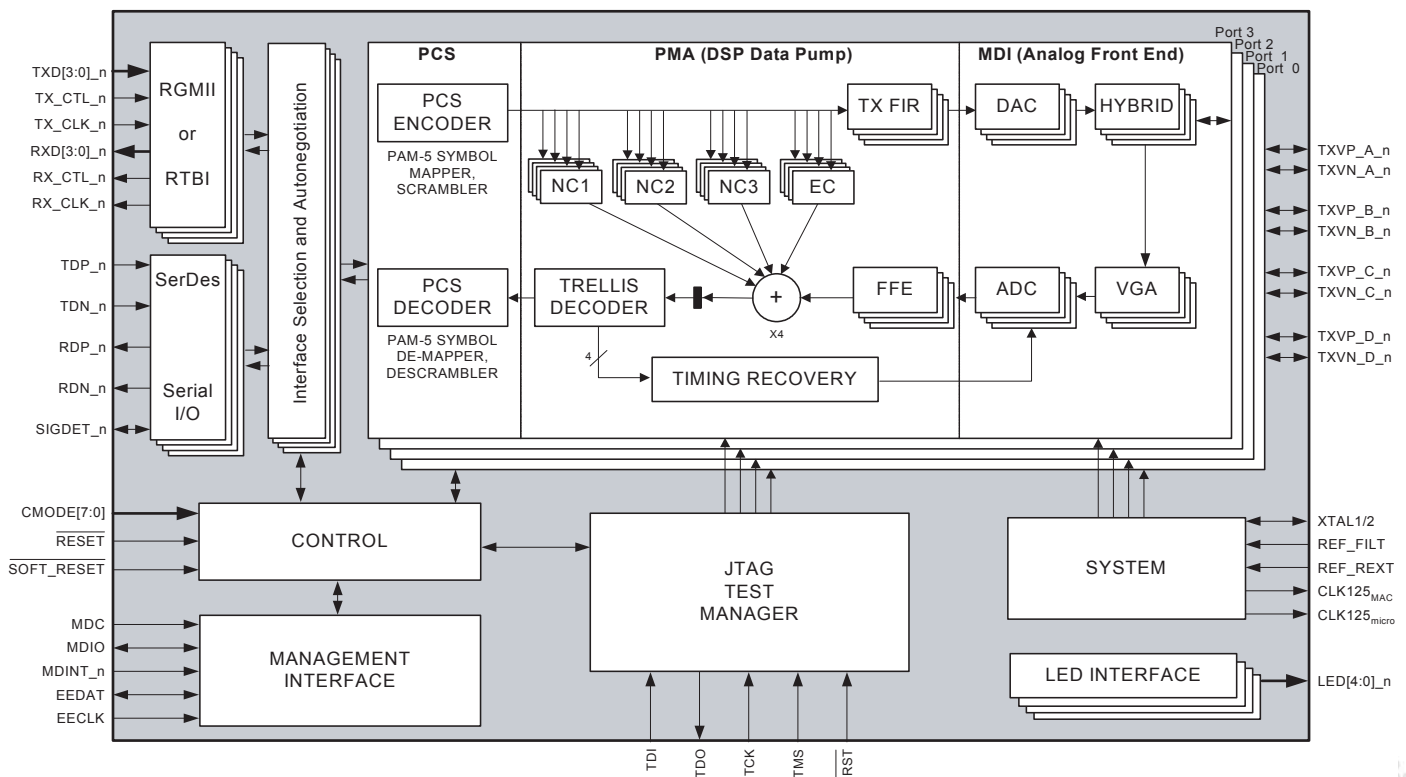 Port 3
Port 2
Port 1
Port 0
PCS
PMA (DSP Data Pump)
MDI (Analog Front End)
TXD[3:0]_n
TX_CTL_n
TX_CLK_n
RXD[3:0]_n
RX_CTL_n
RX_CLK_n
RGMII
or
RTBI
TDP_n
TDN_n
RDP_n
RDN_n
SIGDET_n
SerDes
Serial
I/O
Interface Selection and Autonegotiation
PCS
ENCODER
PAM-5 SYMBOL
MAPPER,
SCRAMBLER
NC1
NC2
NC3
EC
TX FIR
DAC
HYBRID
PCS
DECODER
PAM-5 SYMBOL
DE-MAPPER,
DESCRAMBLER
TRELLIS
DECODER
+
X4
FFE
ADC
VGA
4
TIMING RECOVERY
TXVP_A_n
TXVN_A_n
TXVP_B_n
TXVN_B_n
TXVP_C_n
TXVN_C_n
TXVP_D_n
TXVN_D_n
CMODE[7:0]
RESET
SOFT_RESET
CONTROL
MDC
MDIO
MDINT_n
EEDAT
EECLK
MANAGEMENT
INTERFACE
JTAG
TEST
MANAGER
TDI
TDO
TCK
TMS
RST
SYSTEM
XTAL1/2
REF_FILT
REF_REXT
CLK125MAC
CLK125micro
LED INTERFACE
LED[4:0]_n